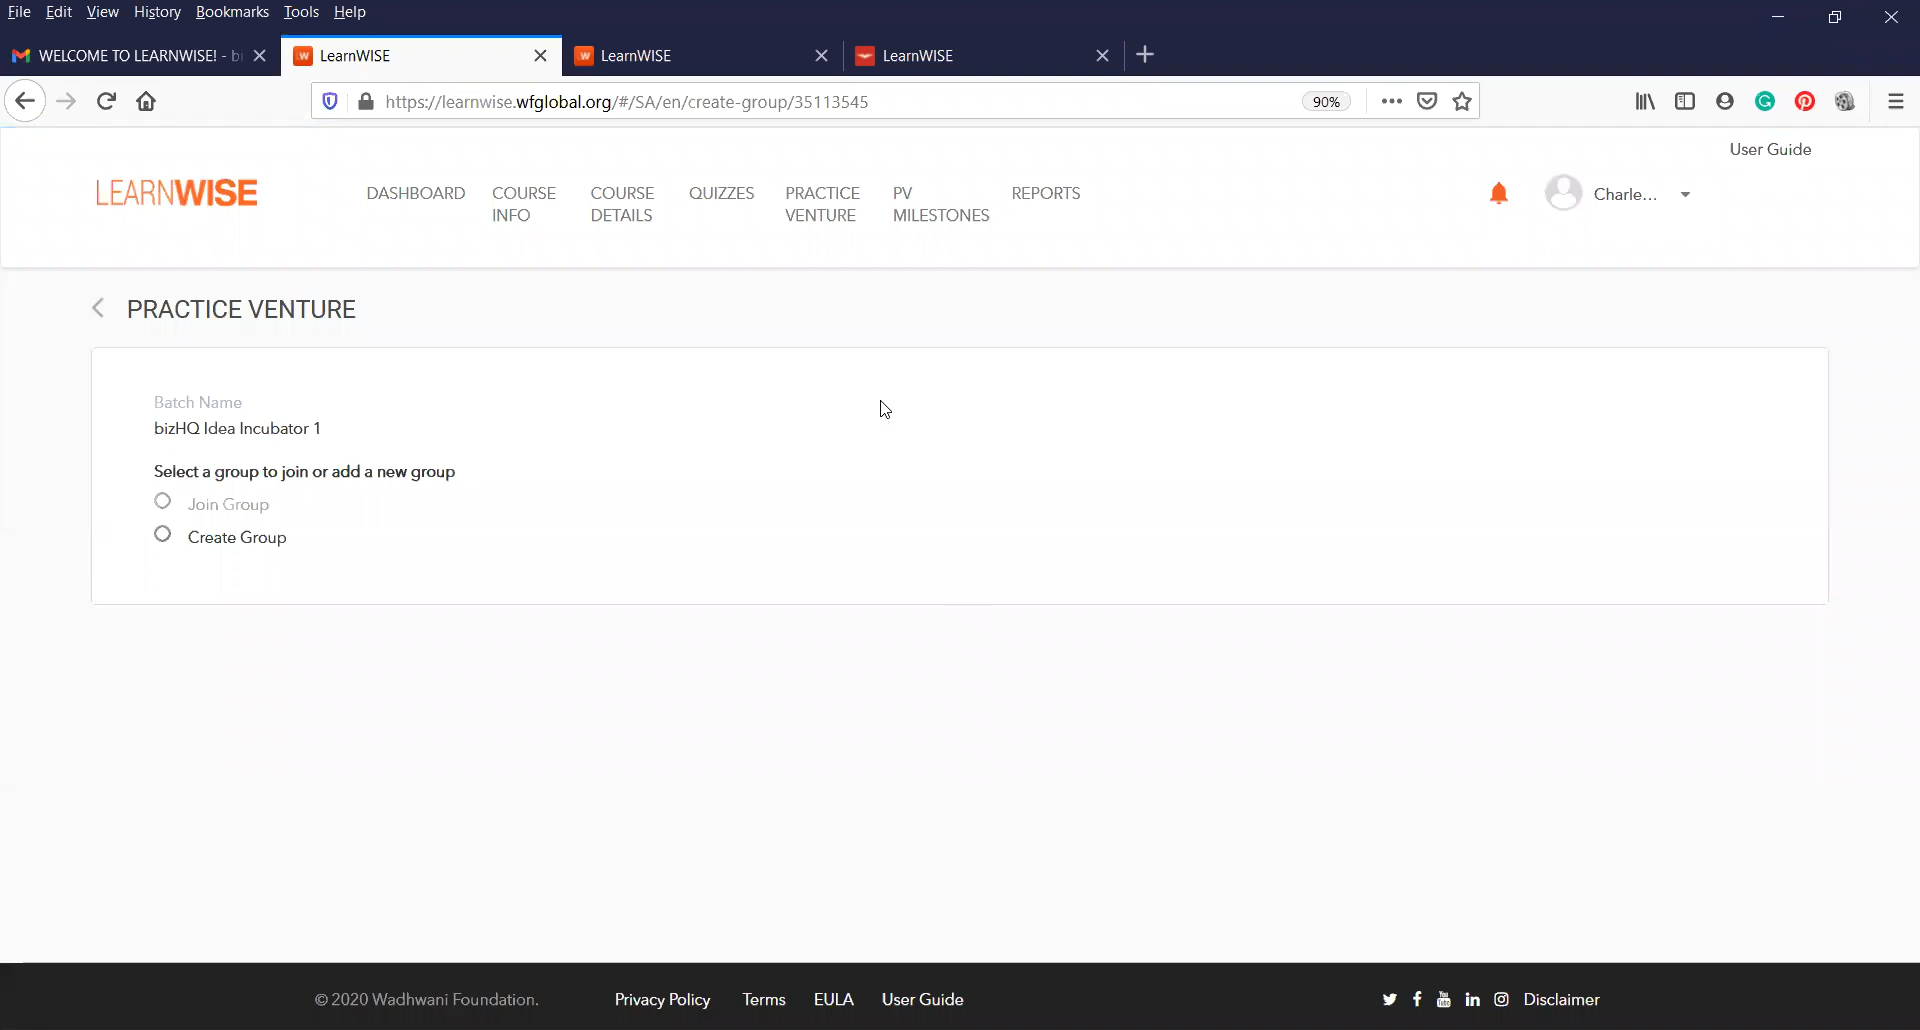 File Edit View History Bookmarks Tools Help
WELCOME TO LEARNWISE! - bi LearnWISE LearnWISE LearnWISE
https://learnwise.wfglobal.org/#/SA/en/create-group/35113545 90%
User Guide
LEARNWISE DASHBOARD COURSE INFO COURSE DETAILS QUIZZES PRACTICE VENTURE PV MILESTONES REPORTS Charle...
PRACTICE VENTURE
Batch Name
bizHQ Idea Incubator 1
Select a group to join or add a new group
Join Group
Create Group
© 2020 Wadhwani Foundation. Privacy Policy Terms EULA User Guide Disclaimer